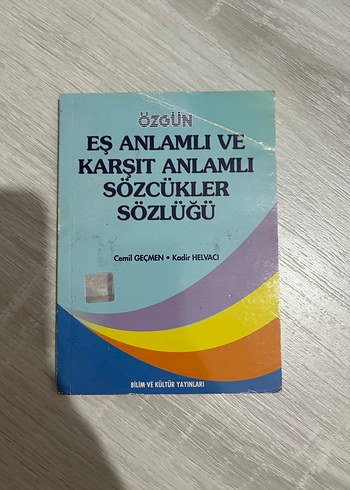 ÖZGÜN
EŞ ANLAMLI VE
KARŞIT ANLAMLI
SÖZCÜKLER
SÖZLÜĞÜ
Cemil GEÇMEN • Kadir HELVACI
BİLİM VE KÜLTÜR YAYINLARI